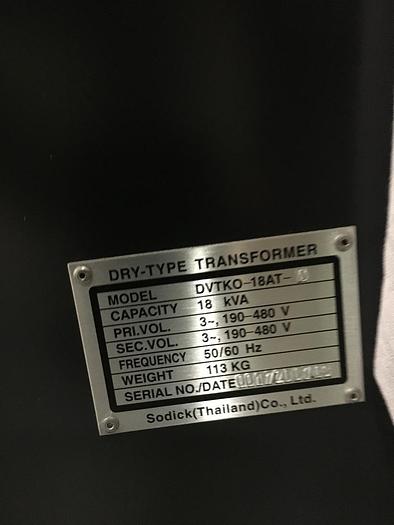 DRY-TYPE TRANSFORMER
MODEL DVTKO-18AT-
CAPACITY 18 kVA
PRI.VOL. 3~, 190-480 V
SEC.VOL. 3~, 190-480 V
FREQUENCY 50/60 Hz
WEIGHT 113 KG
SERIAL NO./DATE
Sodick(Thailand)Co., Ltd.